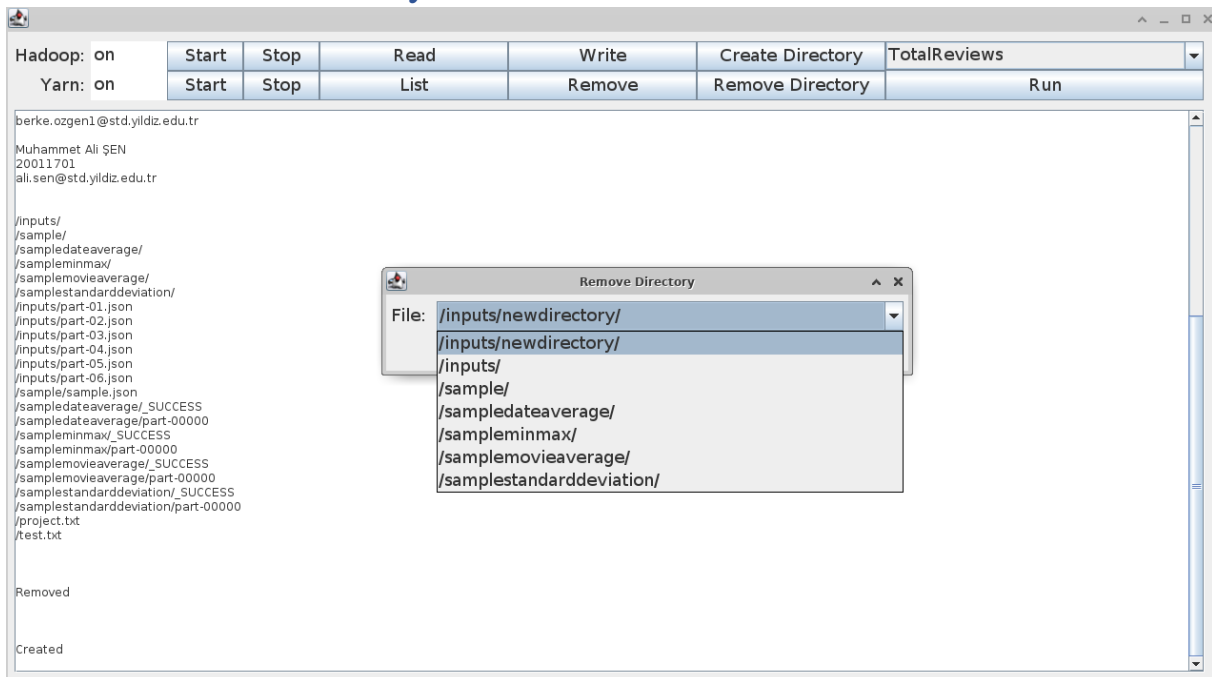 Hadoop: on Start Stop Read Write Create Directory TotalReviews
Yarn: on Start Stop List Remove Remove Directory Run
berke.ozgen1@std.yildiz.edu.tr
Muhammet Ali ŞEN
20011701
ali.sen@std.yildiz.edu.tr
/inputs/
/sample/
/sampledateaverage/
/sampleminmax/
/samplemovieaverage/
/samplestandarddeviation/
/inputs/part-01.json
/inputs/part-02.json
/inputs/part-03.json
/inputs/part-04.json
/inputs/part-05.json
/inputs/part-06.json
/sample/sample.json
/sampledateaverage/_SUCCESS
/sampledateaverage/part-00000
/sampleminmax/_SUCCESS
/sampleminmax/part-00000
/samplemovieaverage/_SUCCESS
/samplemovieaverage/part-00000
/samplestandarddeviation/_SUCCESS
/samplestandarddeviation/part-00000
/project.txt
/test.txt
Removed
Created
Remove Directory
File: /inputs/newdirectory/
/inputs/newdirectory/
/inputs/
/sample/
/sampledateaverage/
/sampleminmax/
/samplemovieaverage/
/samplestandarddeviation/